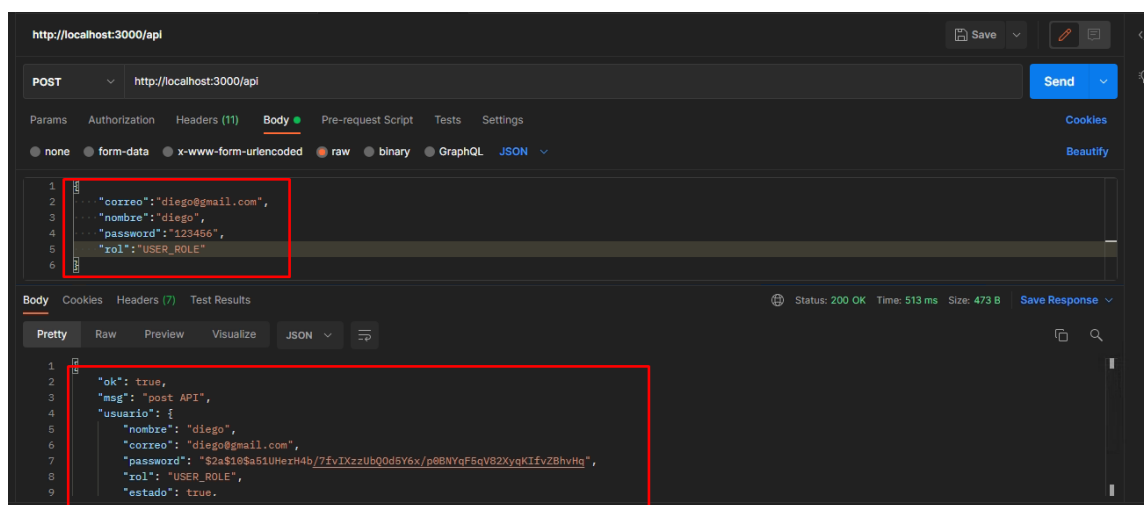 http://localhost:3000/api
Save
POST http://localhost:3000/api Send
Params Authorization Headers (11) Body Pre-request Script Tests Settings Cookies
none form-data x-www-form-urlencoded raw binary GraphQL JSON Beautify
1 {
2 "correo":"diego@gmail.com",
3 "nombre":"diego",
4 "password":"123456",
5 "rol":"USER_ROLE"
6 }
Body Cookies Headers (7) Test Results Status: 200 OK Time: 513 ms Size: 473 B Save Response
Pretty Raw Preview Visualize JSON
1 {
2 "ok": true,
3 "msg": "post API",
4 "usuario": {
5 "nombre": "diego",
6 "correo": "diego@gmail.com",
7 "password": "$2a$10$a51UHerH4b/7fvIXzzUbQOd5Y6x/p0BNYqF5qV82XyqKIfvZBhvHq",
8 "rol": "USER_ROLE",
9 "estado": true.